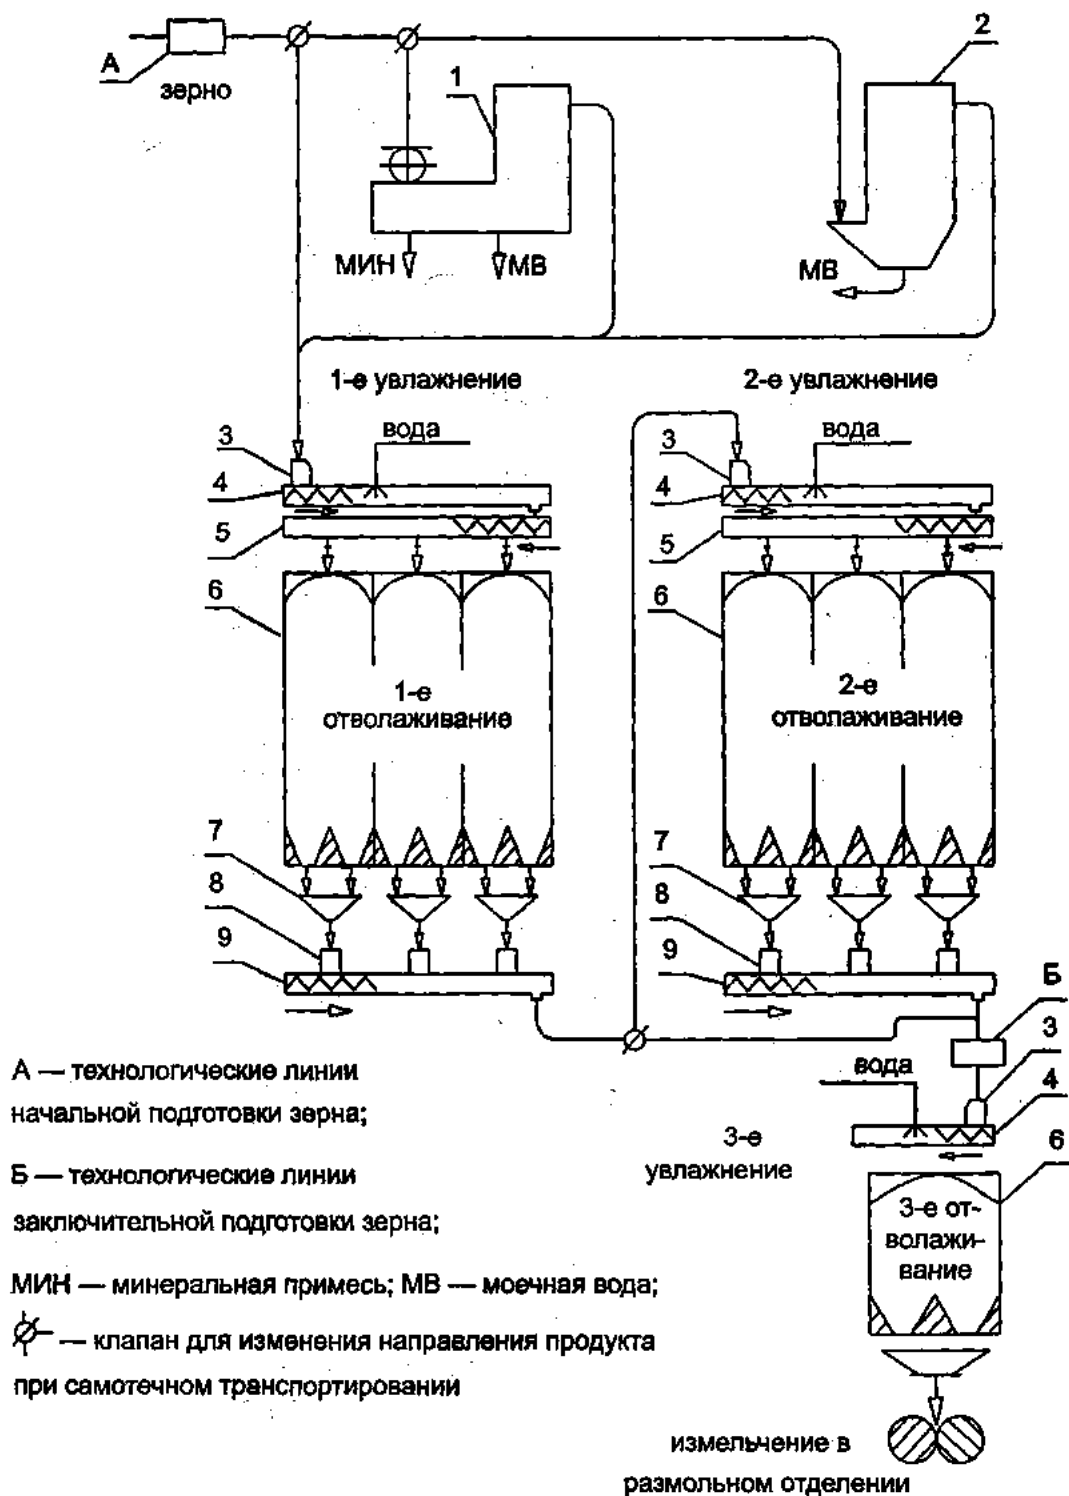 А
зерно
1
2
МИН
МВ
МВ
1-е увлажнение
2-е увлажнение
3
вода
4
5
6
1-е
отволаживание
7
8
9
3
вода
4
5
6
2-е
отволаживание
7
8
9
Б
3
вода
4
3-е
увлажнение
6
3-е от-
волажи-
вание
измельчение в
размольном отделении
А — технологические линии
начальной подготовки зерна;
Б — технологические линии
заключительной подготовки зерна;
МИН — минеральная примесь; МВ — моечная вода;
— клапан для изменения направления продукта
при самотечном транспортировании